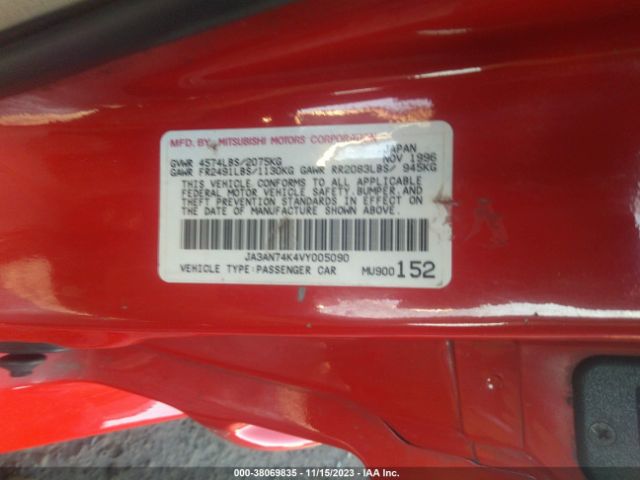 MFD. BY MITSUBISHI MOTORS CORPORATION
JAPAN
GVWR 4574LBS/2075KG NOV 1996
GAWR FR2491LBS/1130KG GAWR RR2083LBS/ 945KG
THIS VEHICLE CONFORMS TO ALL APPLICABLE
FEDERAL MOTOR VEHICLE SAFETY,BUMPER,AND
THEFT PREVENTION STANDARDS IN EFFECT ON
THE DATE OF MANUFACTURE SHOWN ABOVE.
JA3AN74K4VY005090
VEHICLE TYPE:PASSENGER CAR MU900152
000-38069835 - 11/15/2023 - IAA Inc.